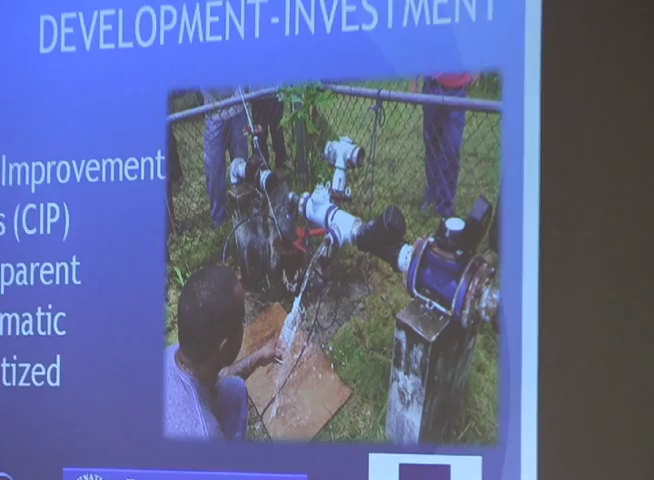 DEVELOPMENT-INVESTMENT
Improvement
s (CIP)
parent
matic
tized